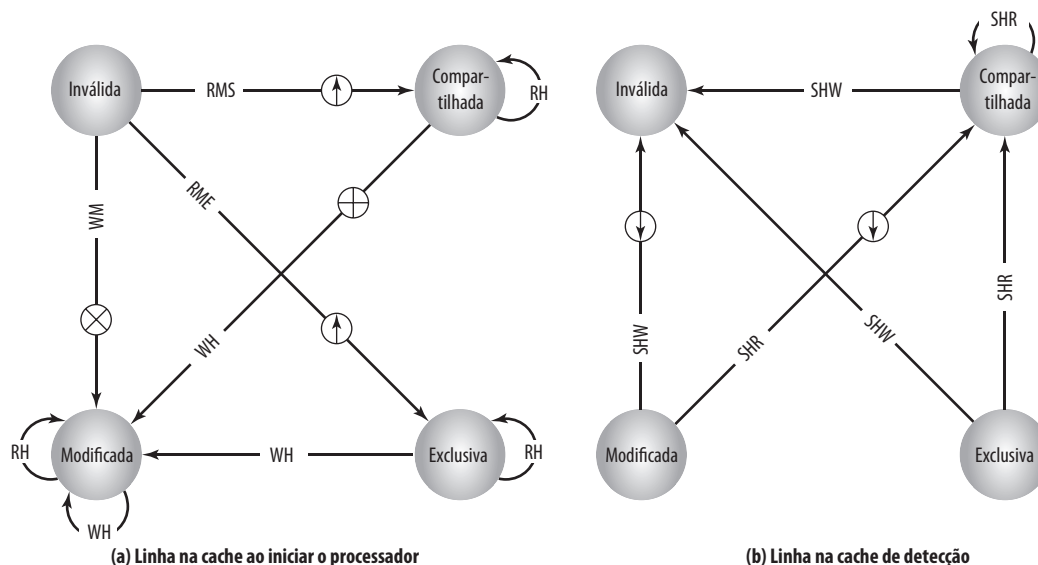 Inválida
RMS
Compar-
tilhada
RH
WM
RME
WH
RH
Modificada
WH
WH
Exclusiva
RH
(a) Linha na cache ao iniciar o processador
SHR
Inválida
SHW
Compar-
tilhada
SHW
SHR
SHW
SHR
Modificada
Exclusiva
(b) Linha na cache de detecção